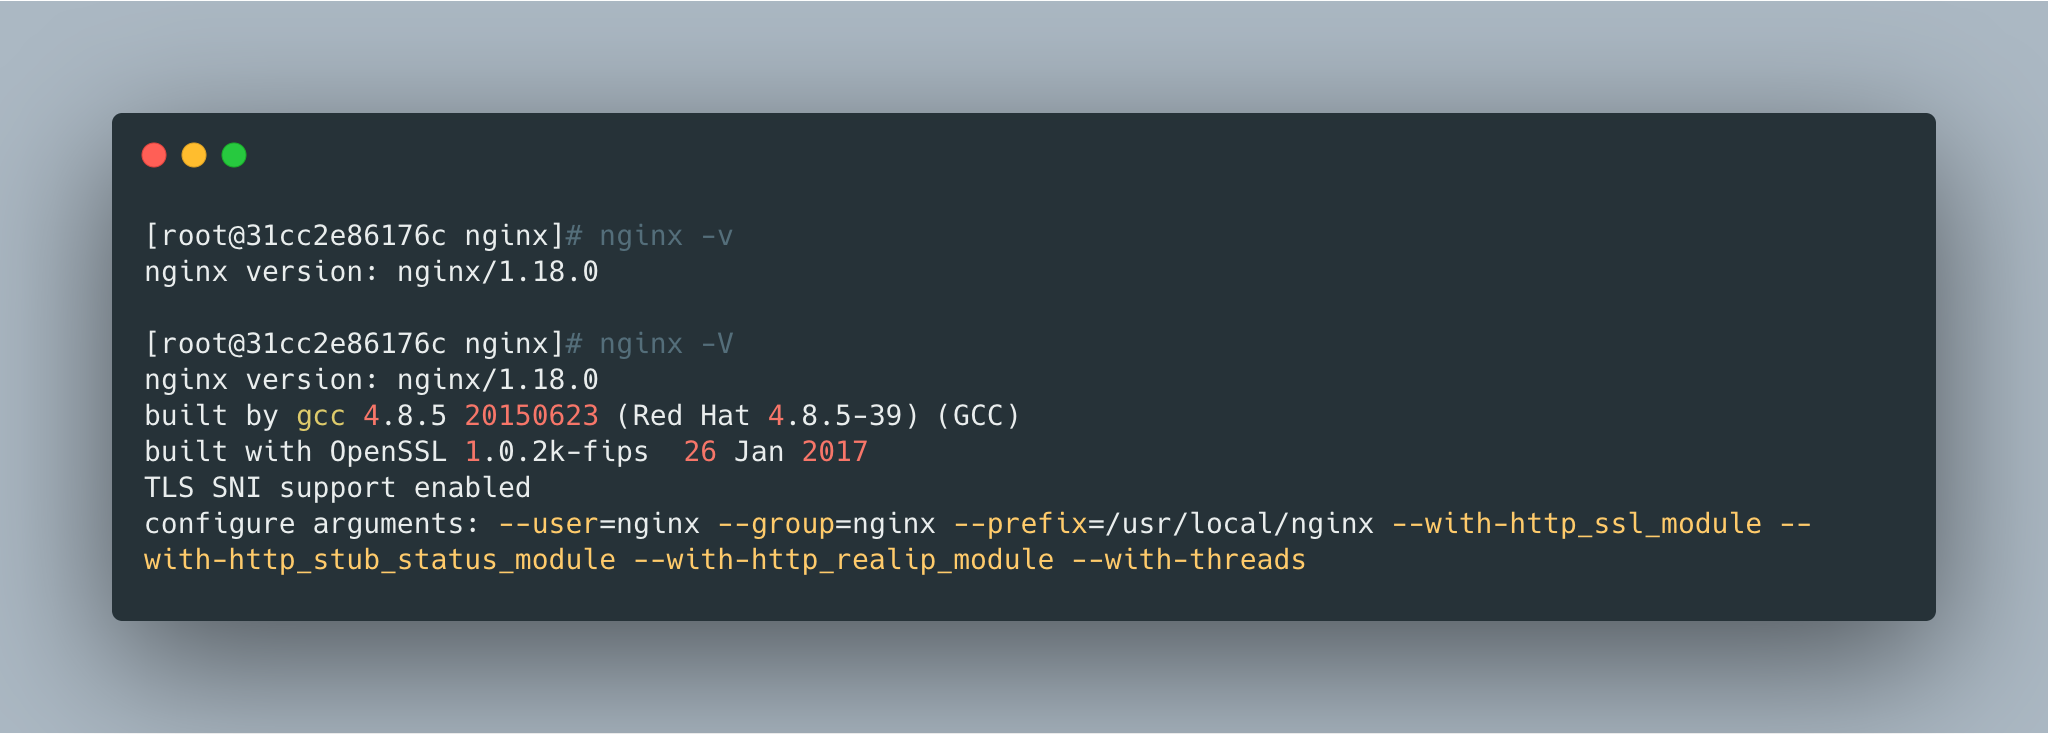 [root@31cc2e86176c nginx]# nginx -v
nginx version: nginx/1.18.0
[root@31cc2e86176c nginx]# nginx -V
nginx version: nginx/1.18.0
built by gcc 4.8.5 20150623 (Red Hat 4.8.5-39) (GCC)
built with OpenSSL 1.0.2k-fips  26 Jan 2017
TLS SNI support enabled
configure arguments: --user=nginx --group=nginx --prefix=/usr/local/nginx --with-http_ssl_module --
with-http_stub_status_module --with-http_realip_module --with-threads